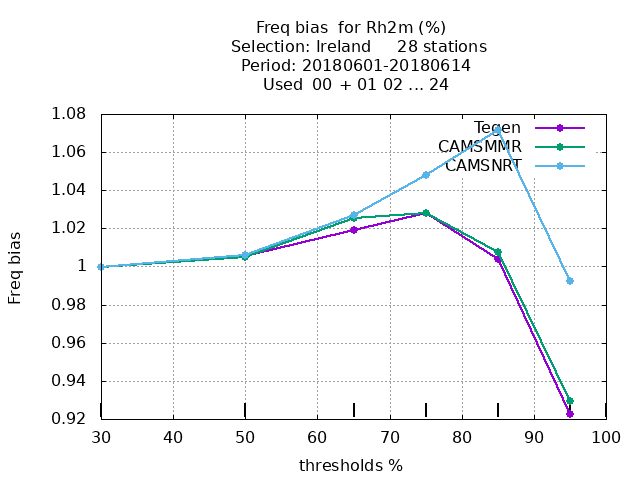 Freq bias  for Rh2m (%)
Selection: Ireland     28 stations
Period: 20180601-20180614
Used  00  + 01 02 ... 24
Tegen
CAMSMMR
CAMSNRT
1.08
1.06
1.04
1.02
1
0.98
0.96
0.94
0.92
Freq bias
30 40 50 60 70 80 90 100
thresholds %